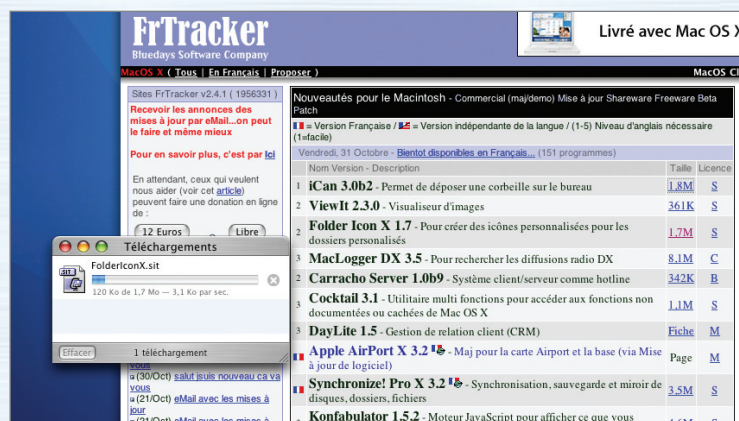 FrTracker
Bluedays Software Company
Livré avec Mac OS X
MacOS X ( Tous | En Français | Proposer )
MacOS Cl
Sites FrTracker v2.4.1 ( 1956331 )
Recevoir les annonces des
mises à jour par eMail...on peut
le faire et même mieux
Pour en savoir plus, c'est par Ici
En attendant, ceux qui veulent
nous aider (voir cet article)
peuvent faire une donation en ligne
de :
12 Euros
Libre
Téléchargements
FolderIconX.sit
SIT
120 Ko de 1,7 Mo — 3,1 Ko par sec.
Effacer
1 téléchargement
vous
(30/Oct) salut jsuis nouveau ca va
vous
(21/Oct) eMail avec les mises à
jour
(21/Oct) eMail avec les mises à
Nouveautés pour le Macintosh - Commercial (maj/demo) Mise à jour Shareware Freeware Beta
Patch
= Version Française / = Version indépendante de la langue / (1-5) Niveau d'anglais nécessaire
(1=facile)
Vendredi, 31 Octobre - Bientot disponibles en Français... (151 programmes)
Nom Version - Description Taille Licence
1 iCan 3.0b2 - Permet de déposer une corbeille sur le bureau 1,8M S
2 ViewIt 2.3.0 - Visualiseur d'images 361K S
2 Folder Icon X 1.7 - Pour créer des icônes personnalisées pour les
dossiers personalisés 1,7M S
3 MacLogger DX 3.5 - Pour rechercher les diffusions radio DX 8,1M C
2 Carracho Server 1.0b9 - Système client/serveur comme hotline 342K B
3 Cocktail 3.1 - Utilitaire multi fonctions pour accéder aux fonctions non
documentées ou cachées de Mac OS X 1,1M S
3 DayLite 1.5 - Gestion de relation client (CRM) Fiche M
Apple AirPort X 3.2 - Maj pour la carte Airport et la base (via Mise
à jour de logiciel) Page M
Synchronize! Pro X 3.2 - Synchronisation, sauvegarde et miroir de
disques, dossiers, fichiers 3,5M S
Konfabulator 1.5.2 - Moteur JavaScript pour afficher ce que vous